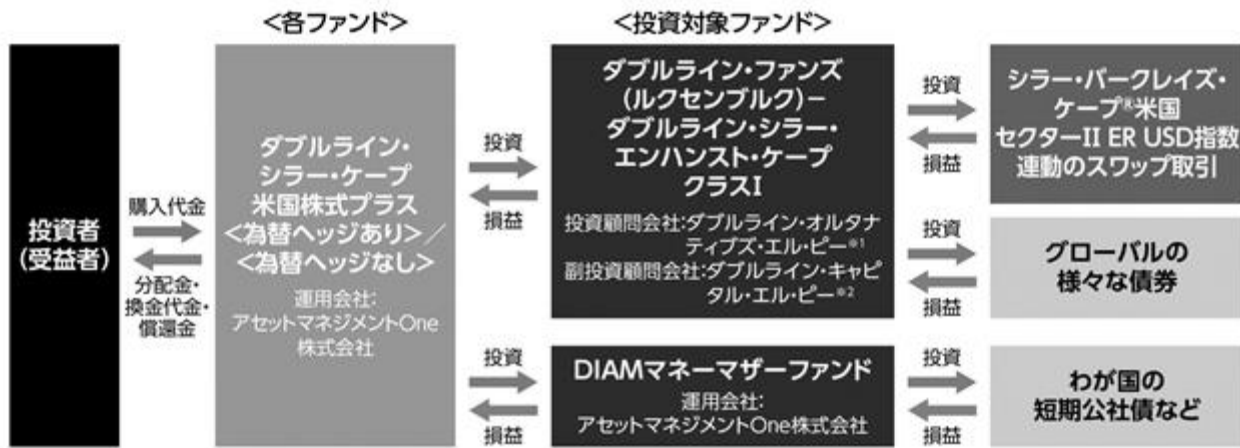 ＜各ファンド＞
＜投資対象ファンド＞
投資者
(受益者)
購入代金
分配金・
換金代金・
償還金
ダブルライン・
シラー・ケープ
米国株式プラス
＜為替ヘッジあり＞／
＜為替ヘッジなし＞
運用会社:
アセットマネジメントOne
株式会社
投資
損益
投資
損益
ダブルライン・ファンズ
(ルクセンブルク)－
ダブルライン・シラー・
エンハンスト・ケープ
クラスI
投資顧問会社:ダブルライン・オルタナ
ティブズ・エル・ピー※1
副投資顧問会社:ダブルライン・キャピ
タル・エル・ピー※2
DIAMマネーマザーファンド
運用会社:
アセットマネジメントOne株式会社
投資
損益
シラー・バークレイズ・
ケープ®米国
セクターII ER USD指数
連動のスワップ取引
投資
損益
グローバルの
様々な債券
投資
損益
わが国の
短期公社債など